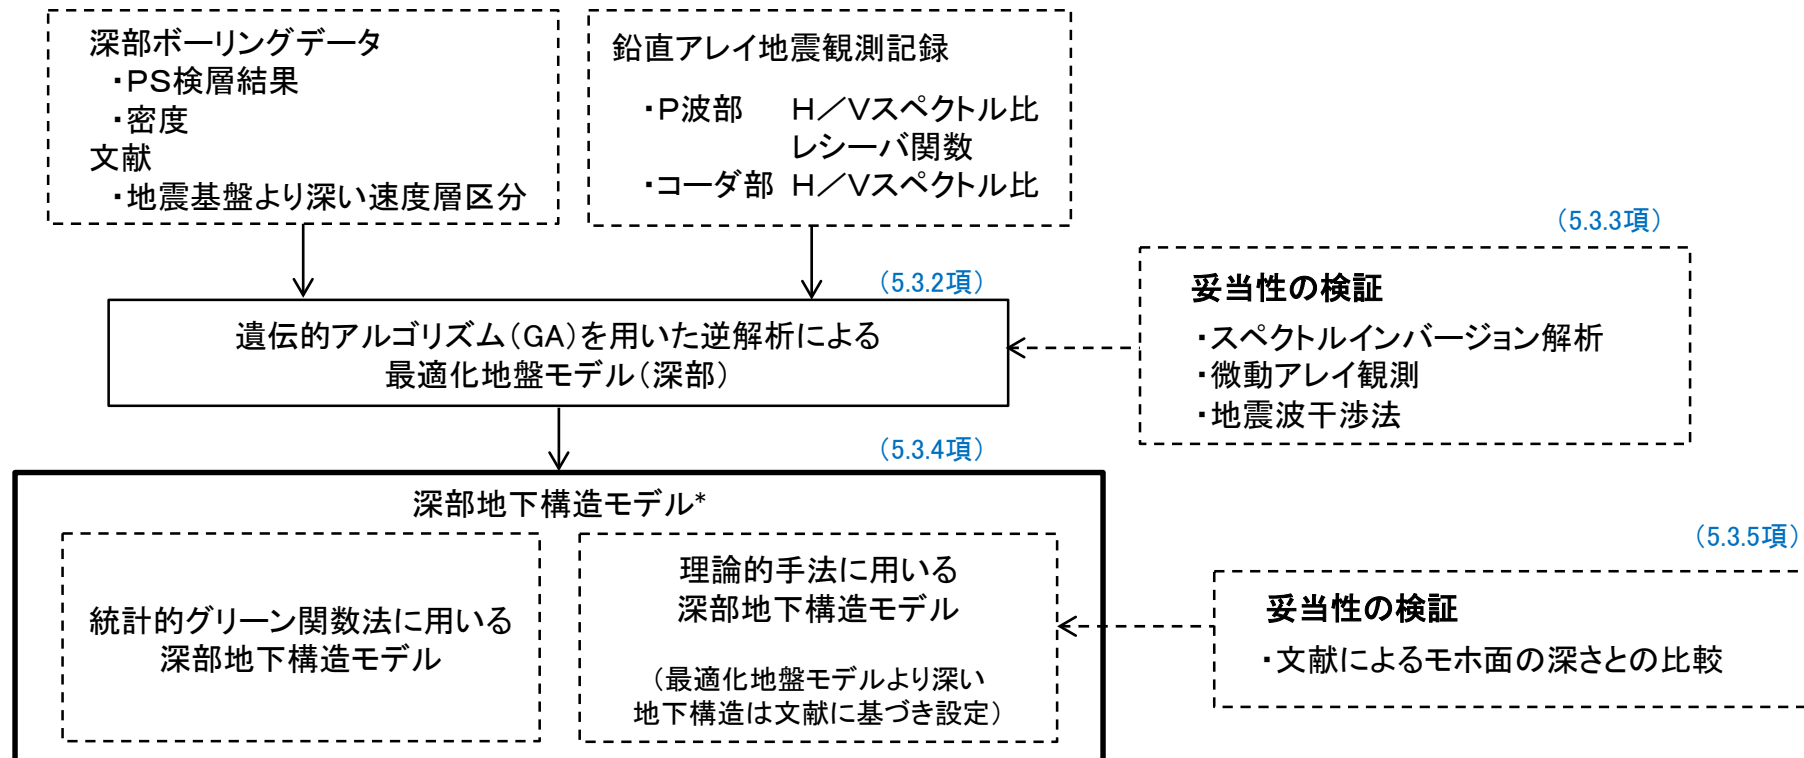 深部ボーリングデータ
・PS検層結果
・密度
文献
・地震基盤より深い速度層区分
鉛直アレイ地震観測記録
・P波部 H／Vスペクトル比
レシーバ関数
・コーダ部 H／Vスペクトル比
（5.3.3項）
妥当性の検証
・スペクトルインバージョン解析
・微動アレイ観測
・地震波干渉法
（5.3.2項）
遺伝的アルゴリズム（GA）を用いた逆解析による
最適化地盤モデル（深部）
（5.3.4項）
深部地下構造モデル*
統計的グリーン関数法に用いる
深部地下構造モデル
理論的手法に用いる
深部地下構造モデル
（最適化地盤モデルより深い
地下構造は文献に基づき設定）
（5.3.5項）
妥当性の検証
・文献によるモホ面の深さとの比較